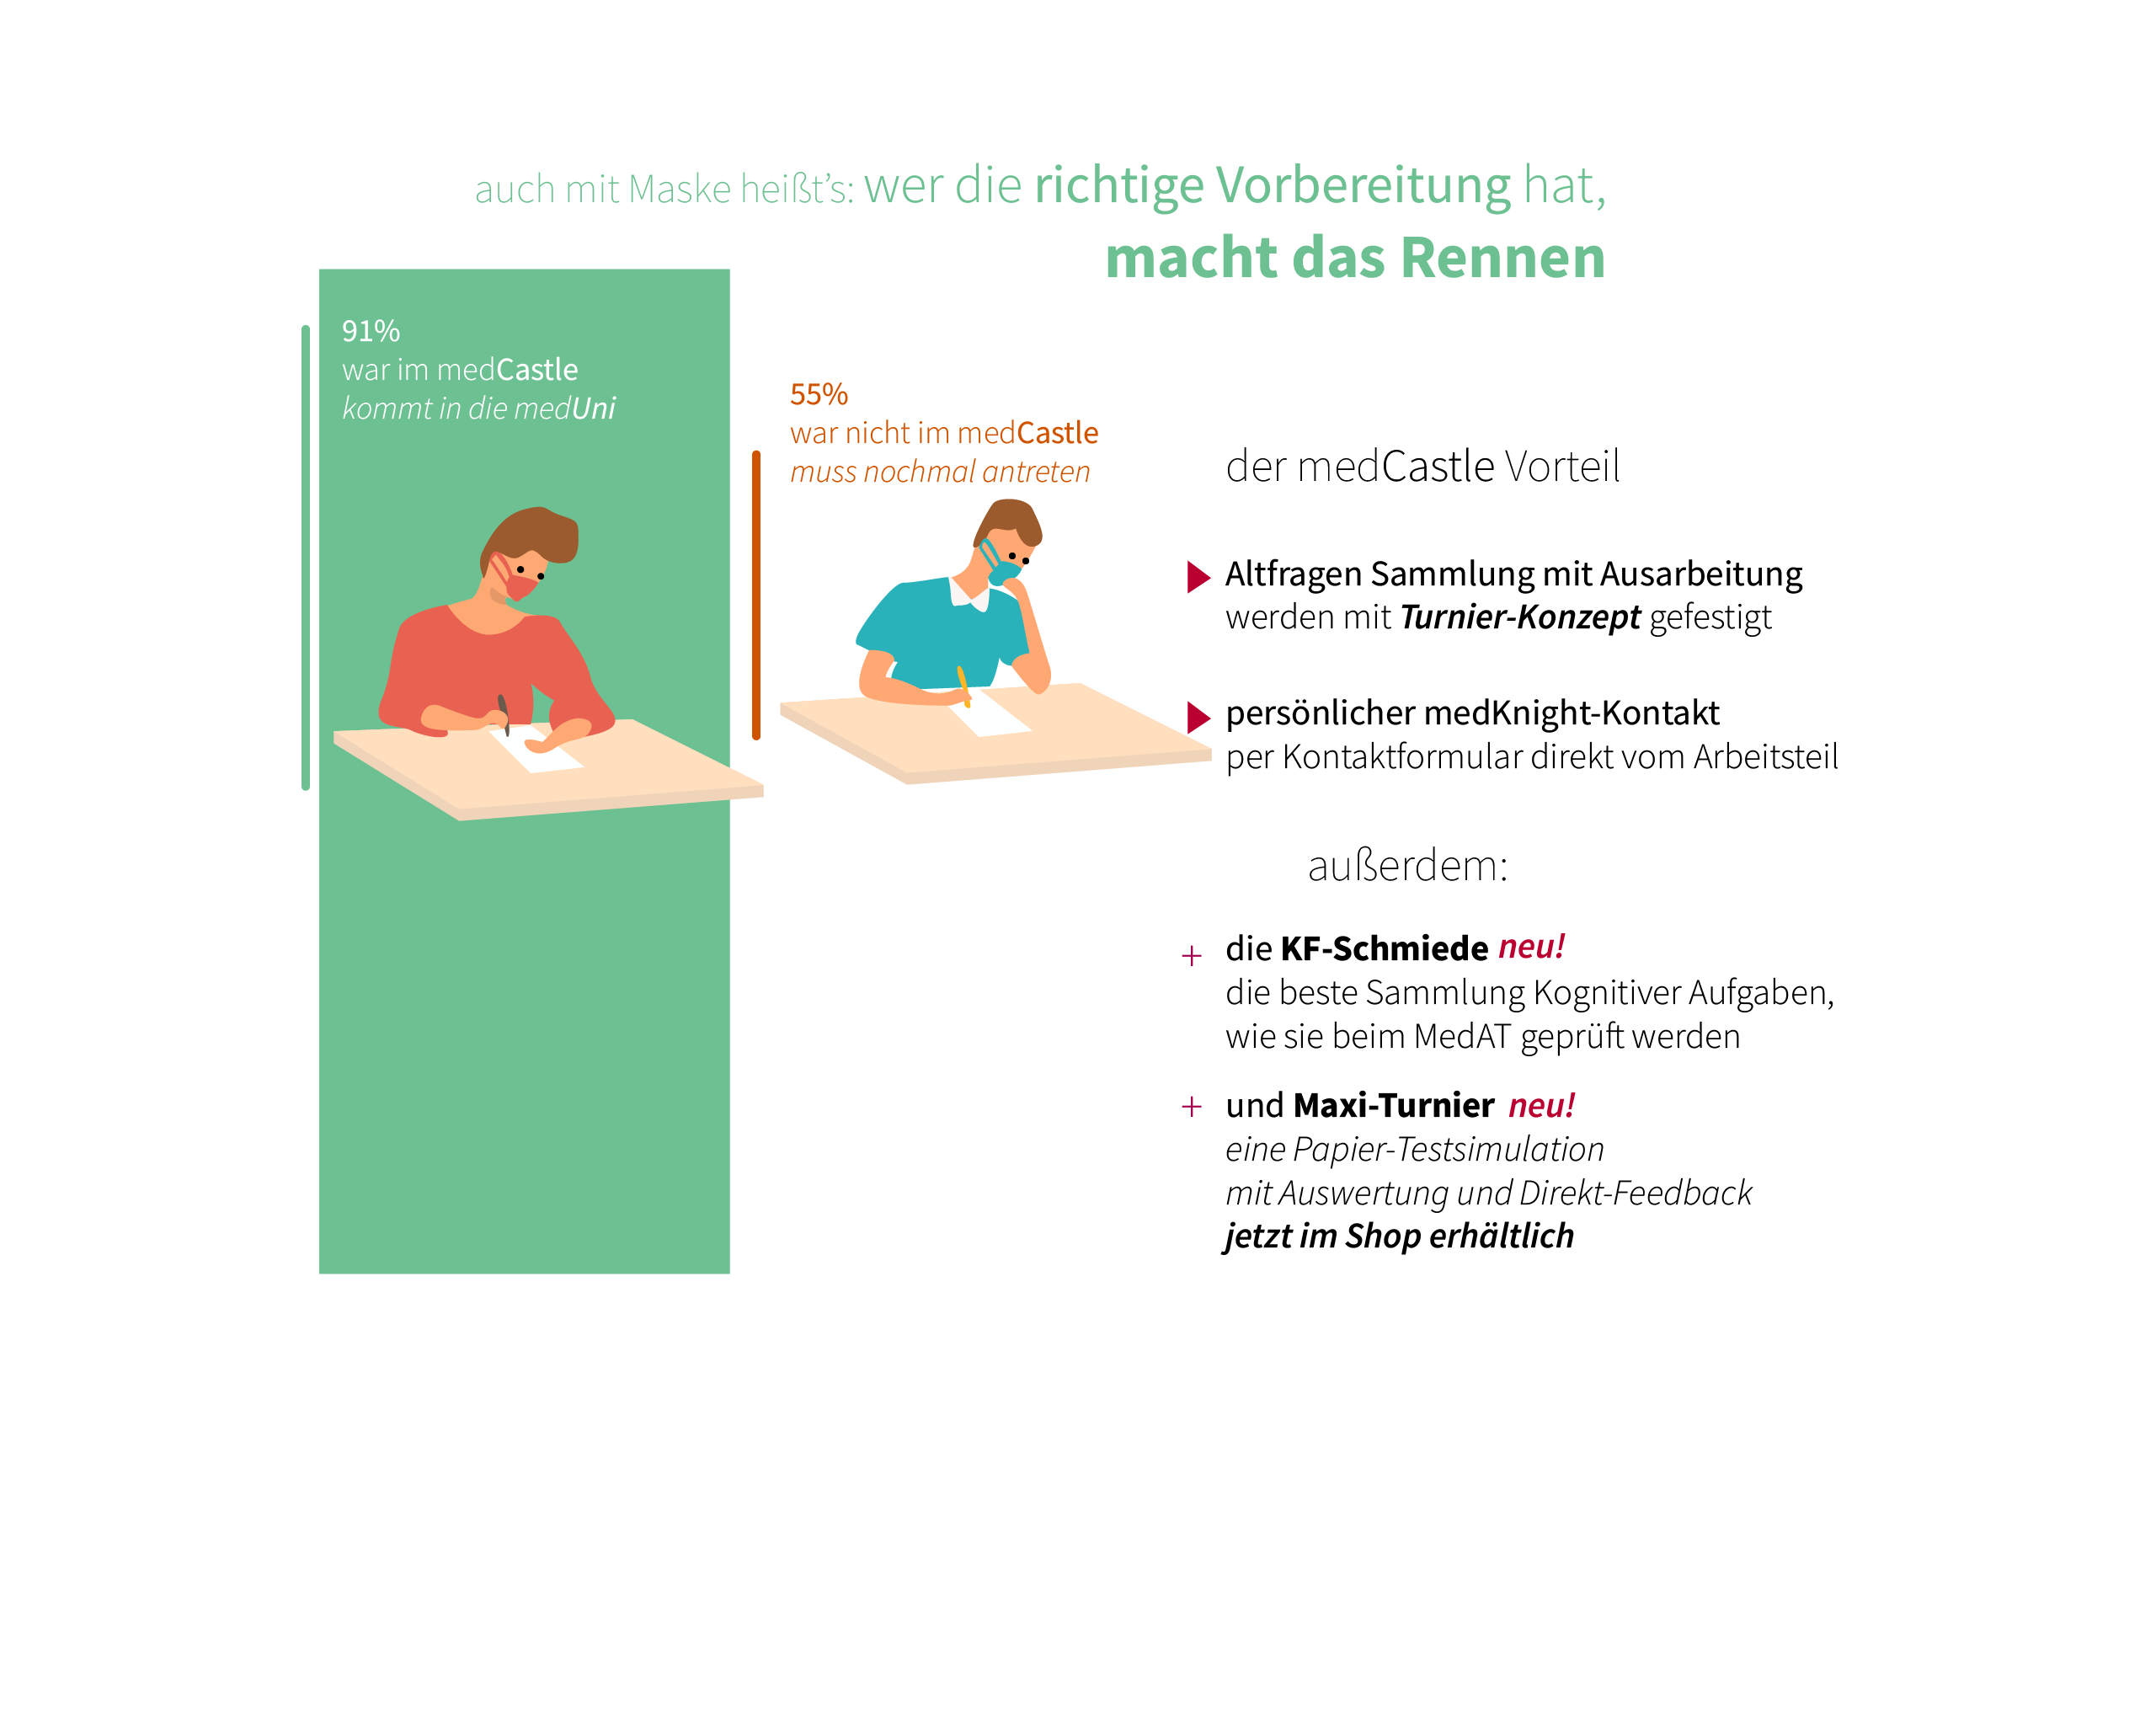 auch mit Maske heißt's: wer die richtige Vorbereitung hat,
macht das Rennen
91%
war im medCastle
kommt in die medUni
55%
war nicht im medCastle
muss nochmal antreten
der medCastle Vorteil
Altfragen Sammlung mit Ausarbeitung
werden mit Turnier-Konzept gefestigt
persönlicher medKnight-Kontakt
per Kontaktformular direkt vom Arbeitsteil
außerdem:
+ die KF-Schmiede neu!
die beste Sammlung Kognitiver Aufgaben,
wie sie beim MedAT geprüft werden
+ und Maxi-Turnier neu!
eine Papier-Testsimulation
mit Auswertung und Direkt-Feedback
jetzt im Shop erhältlich